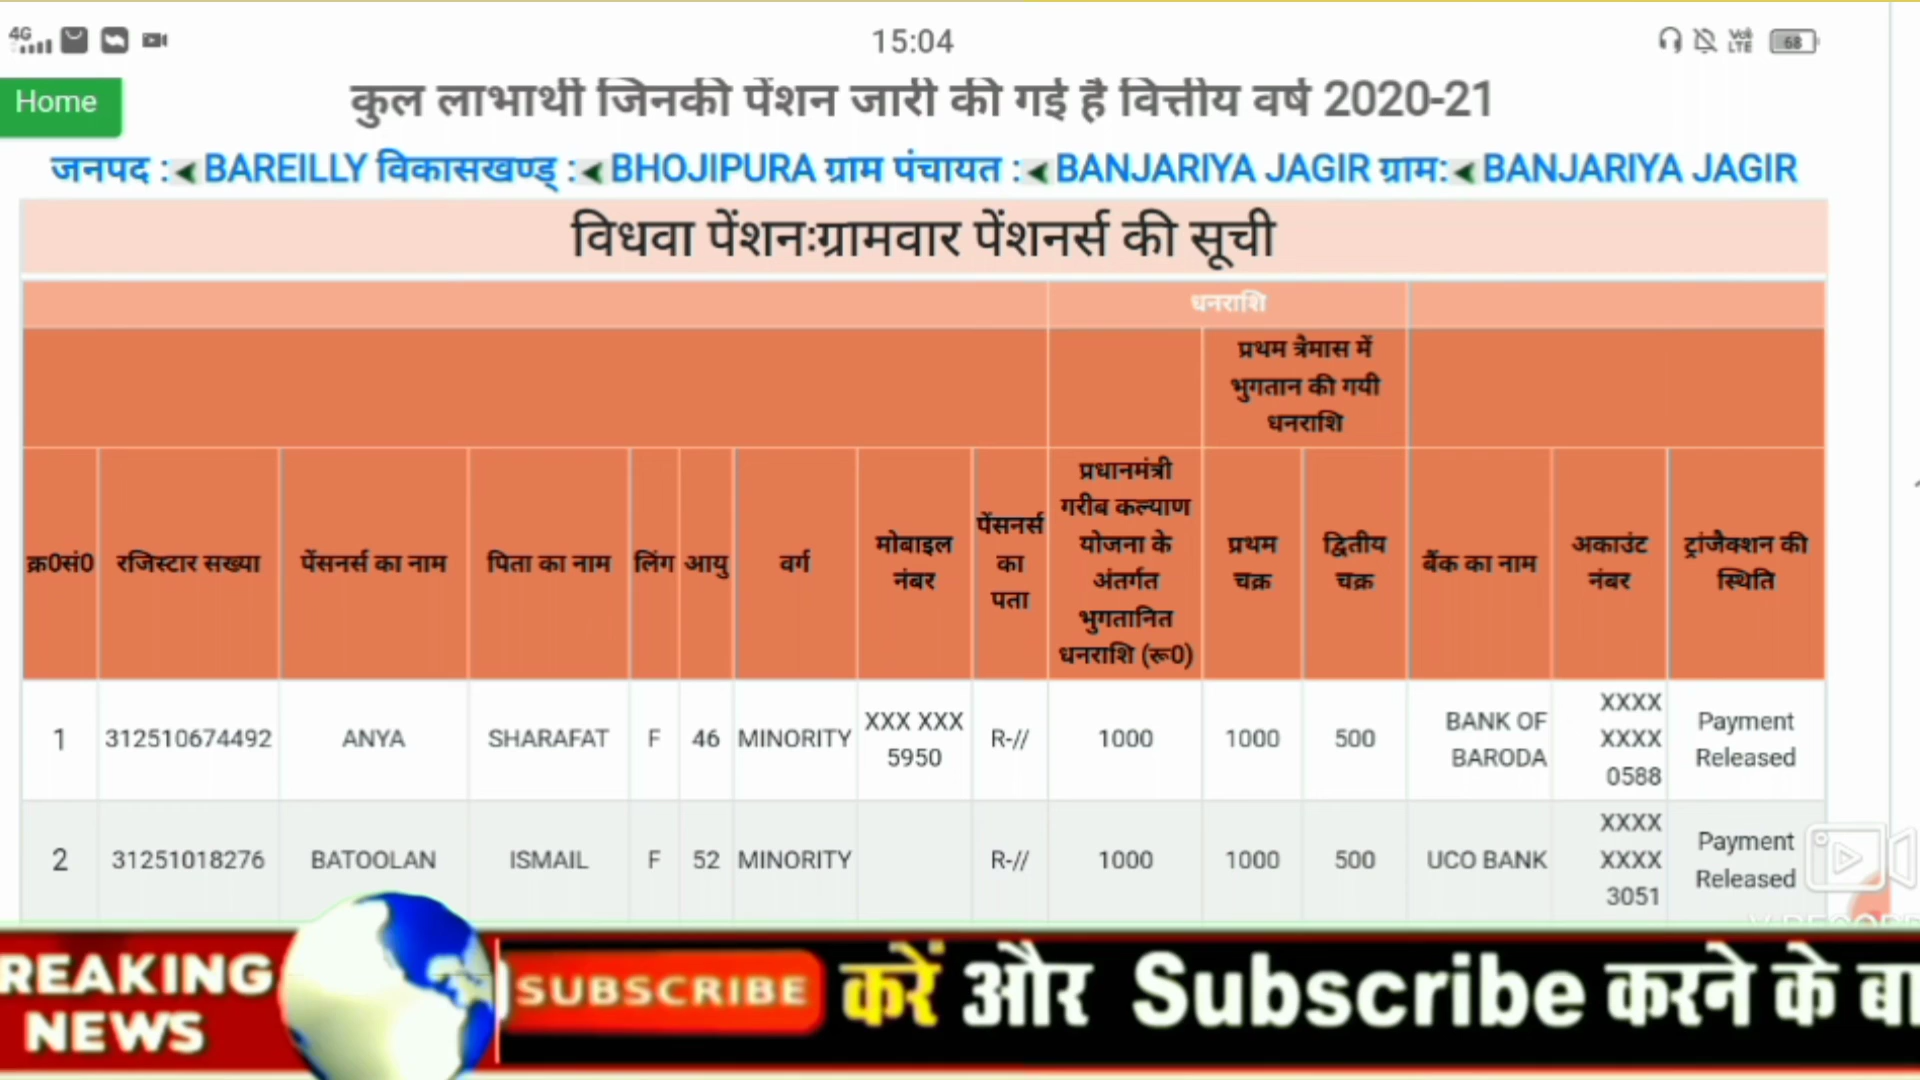 4G 15:04 Vo) LTE 68
Home
कुल लाभार्थी जिनकी पेंशन जारी की गई है वित्तीय वर्ष 2020-21
जनपद : BAREILLY विकासखण्ड : BHOJIPURA ग्राम पंचायत : BANJARIYA JAGIR ग्राम: BANJARIYA JAGIR
विधवा पेंशनःग्रामवार पेंशनर्स की सूची
धनराशि
प्रथम त्रैमास में
भुगतान की गयी
धनराशि
क्र0सं0
रजिस्टार सख्या
पेंसनर्स का नाम
पिता का नाम
लिंग
आयु
वर्ग
मोबाइल
नंबर
पेंसनर्स
का
पता
प्रधानमंत्री
गरीब कल्याण
योजना के
अंतर्गत
भुगतानित
धनराशि (रू0)
प्रथम
चक्र
द्वितीय
चक्र
बैंक का नाम
अकाउंट
नंबर
ट्रांजैक्शन की
स्थिति
1
312510674492
ANYA
SHARAFAT
F
46
MINORITY
XXX XXX
5950
R-//
1000
1000
500
BANK OF
BARODA
XXXX
XXXX
0588
Payment
Released
2
31251018276
BATOOLAN
ISMAIL
F
52
MINORITY
R-//
1000
1000
500
UCO BANK
XXXX
XXXX
3051
Payment
Released
REAKING
NEWS
SUBSCRIBE करें और Subscribe करने के बा